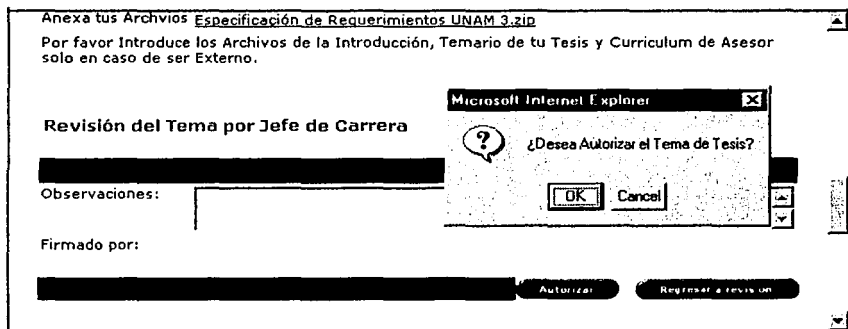 Anexa tus Archvios Especificación de Requerimientos UNAM 3.zip
Por favor Introduce los Archivos de la Introducción, Temario de tu Tesis y Curriculum de Asesor
solo en caso de ser Externo.
Microsoft Internet Explorer
¿Desea Autorizar el Tema de Tesis?
OK Cancel
Revisión del Tema por Jefe de Carrera
Observaciones:
Firmado por:
Autorizar Regresar a revision